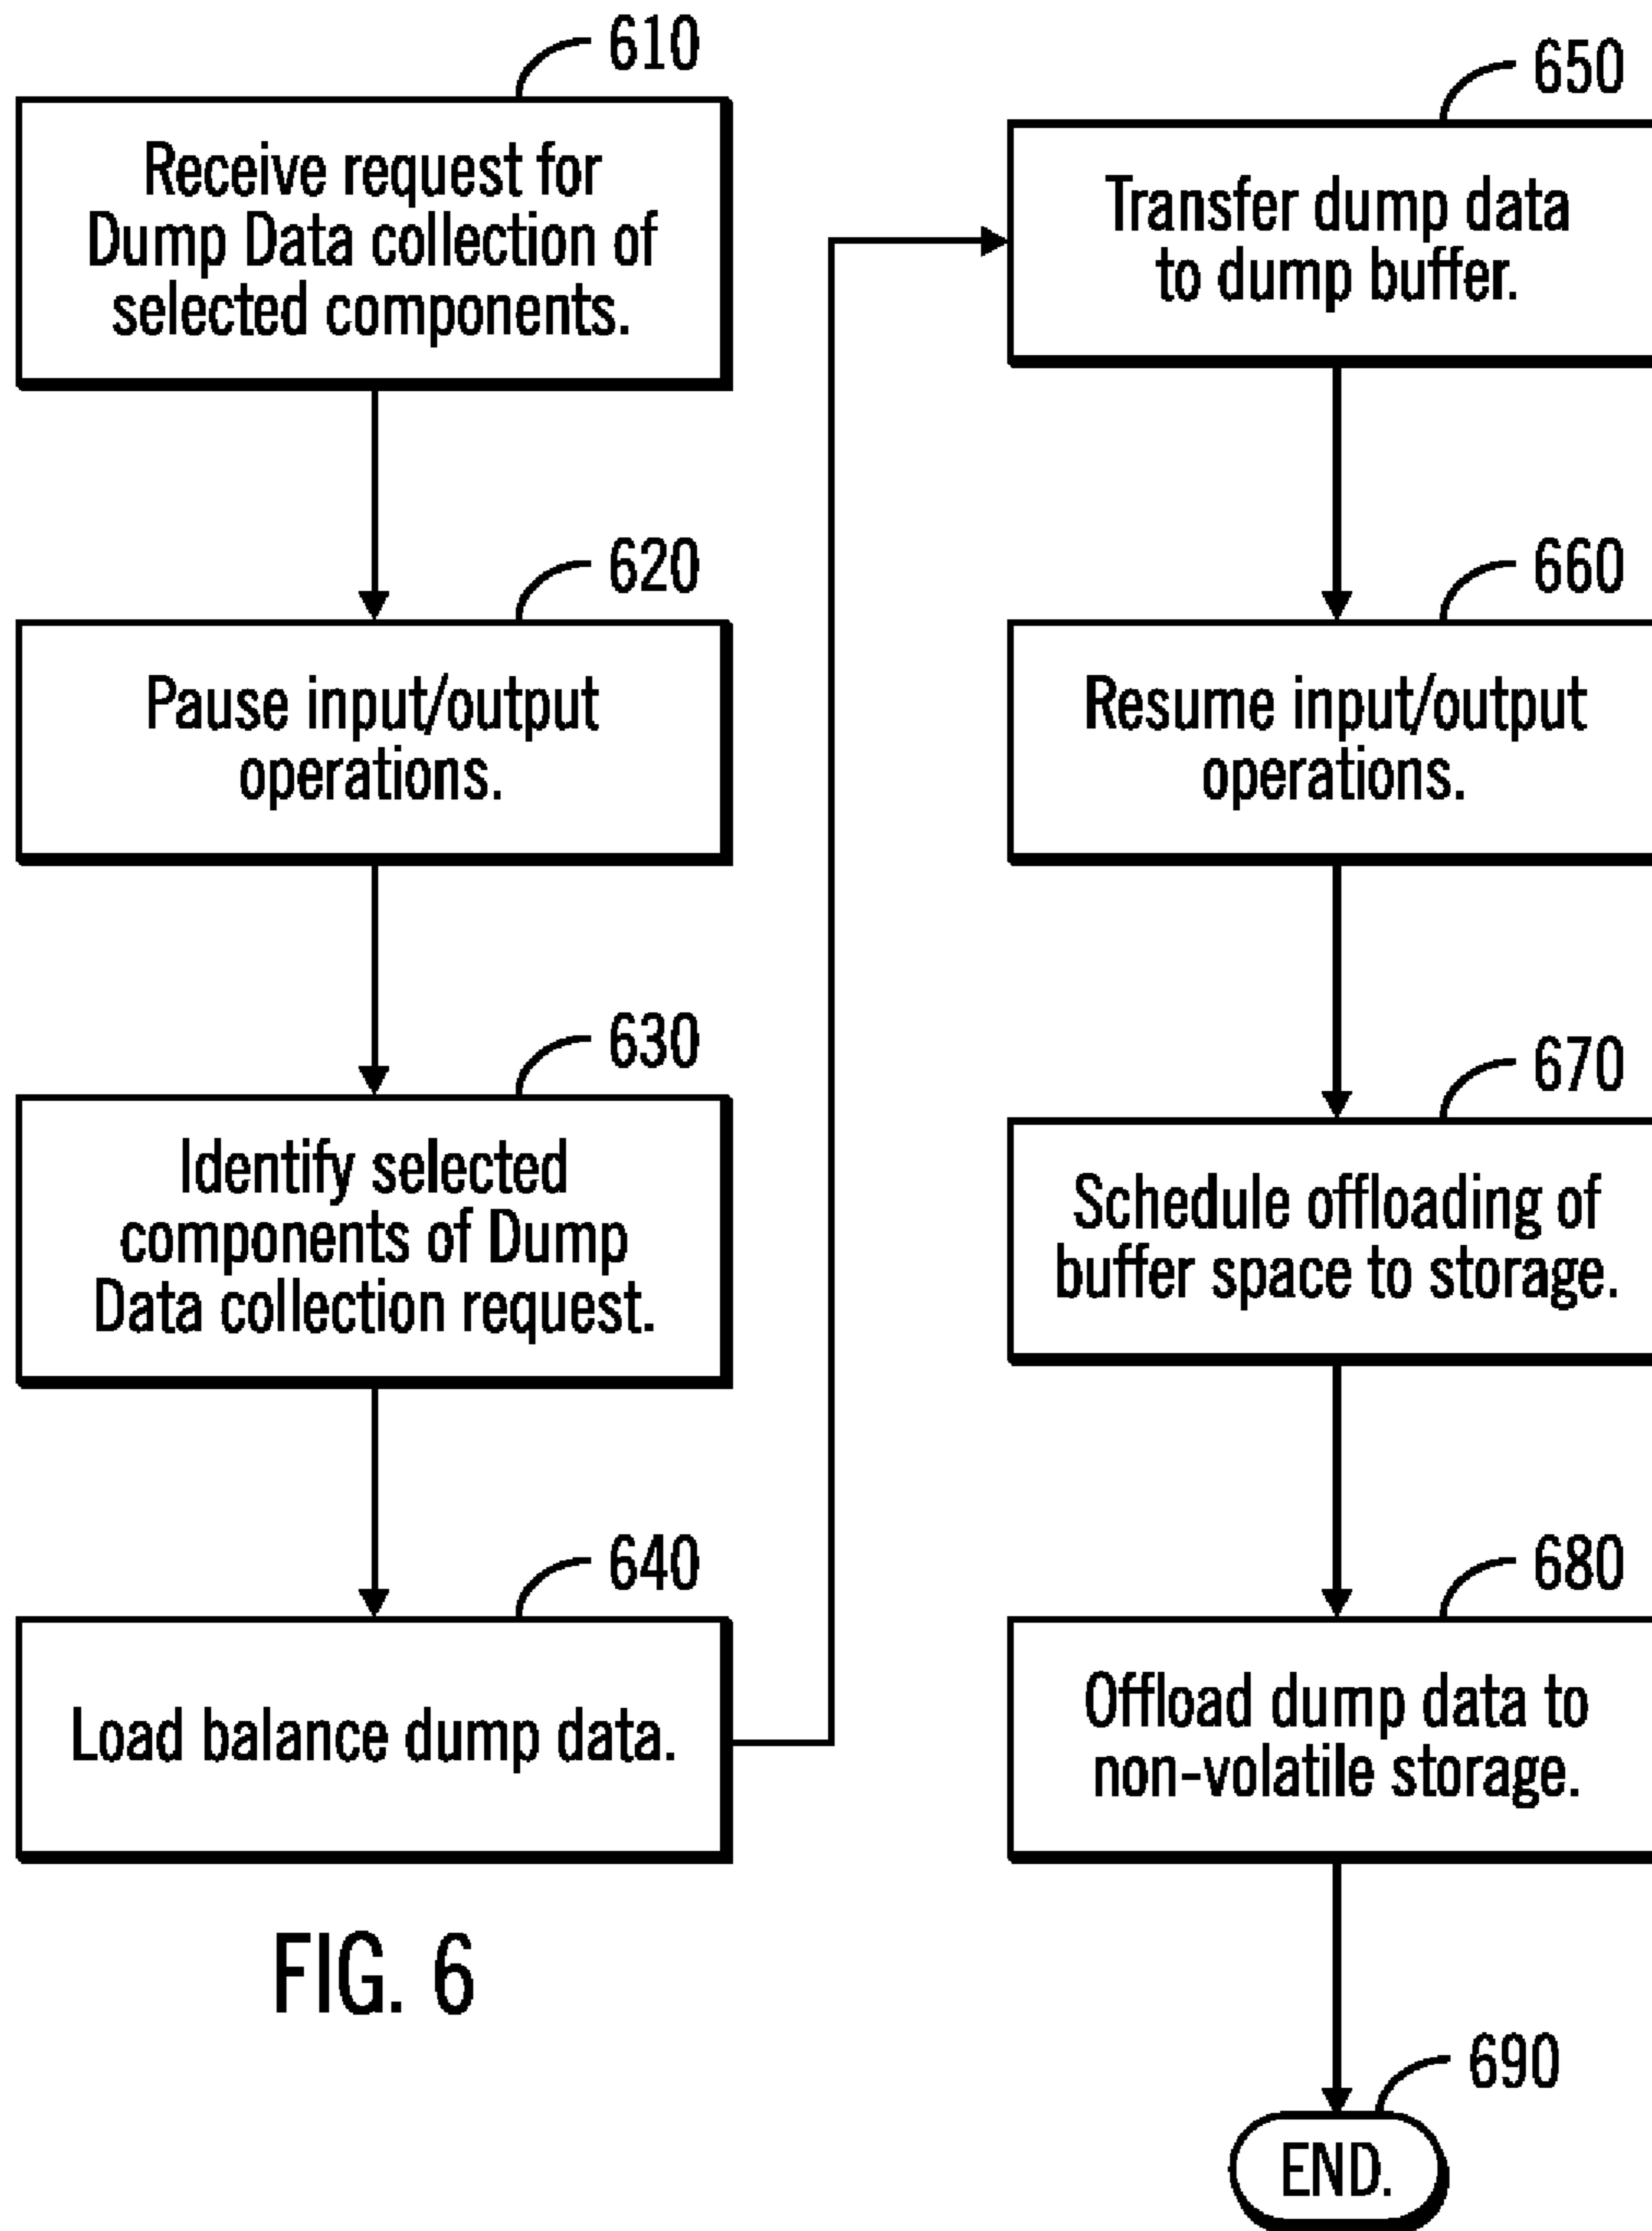 610
Receive request for
Dump Data collection of
selected components.
620
Pause input/output
operations.
630
Identify selected
components of Dump
Data collection request.
640
Load balance dump data.
650
Transfer dump data
to dump buffer.
660
Resume input/output
operations.
670
Schedule offloading of
buffer space to storage.
680
Offload dump data to
non-volatile storage.
690
END.
FIG. 6